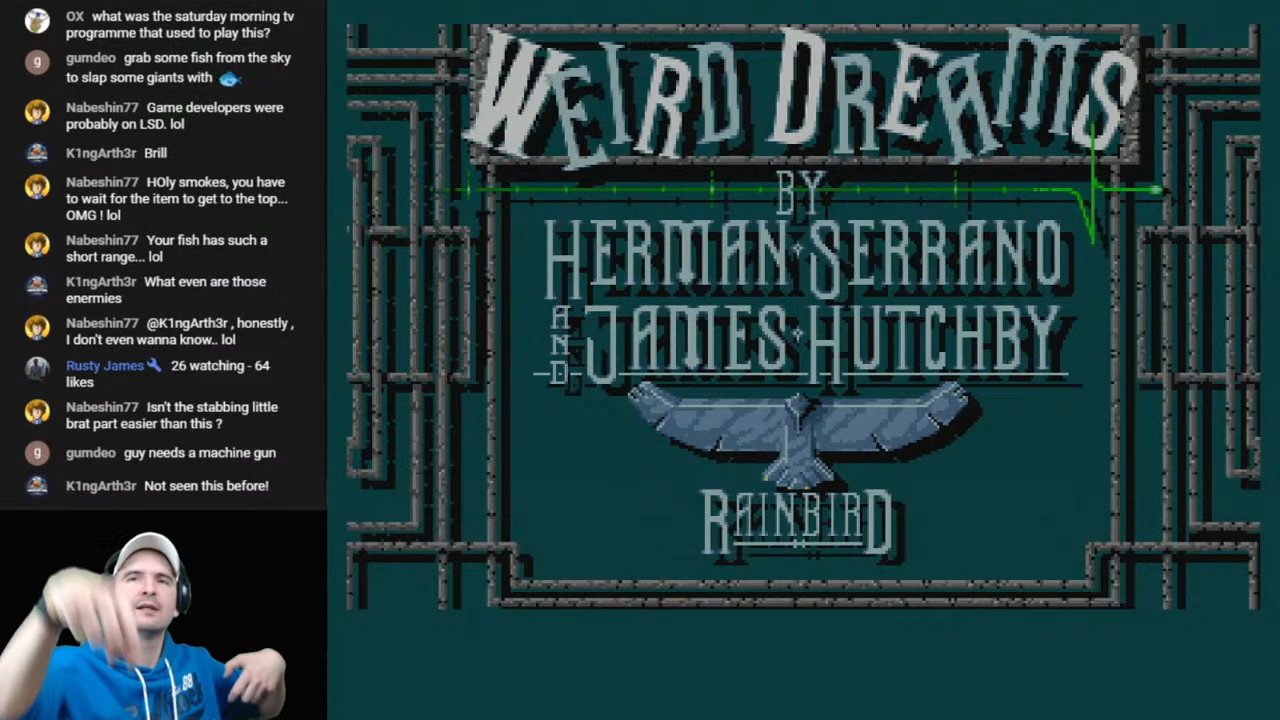 OX what was the saturday morning tv
programme that used to play this?
gumdeo grab some fish from the sky
to slap some giants with
Nabeshin77 Game developers were
probably on LSD. lol
K1ngArth3r Brill
Nabeshin77 HOly smokes, you have
to wait for the item to get to the top...
OMG ! lol
Nabeshin77 Your fish has such a
short range... lol
K1ngArth3r What even are those
enermies
Nabeshin77 @K1ngArth3r , honestly ,
I don't even wanna know.. lol
Rusty James 26 watching - 64
likes
Nabeshin77 Isn't the stabbing little
brat part easier than this ?
gumdeo guy needs a machine gun
K1ngArth3r Not seen this before!
g
g
88
WEIRD DREAMS
BY
HERMAN·SERRANO
AND JAMES·HUTCHBY
RAINBIRD